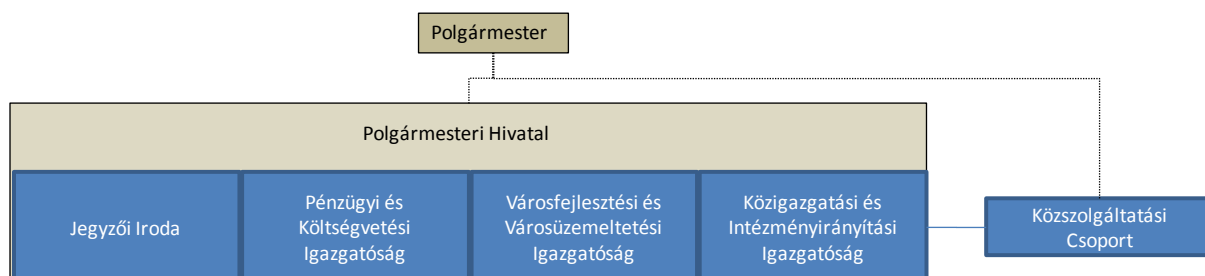 Polgármester
Polgármesteri Hivatal
Jegyzői Iroda
Pénzügyi és
Költségvetési
Igazgatóság
Városfejlesztési és
Városüzemeltetési
Igazgatóság
Közigazgatási és
Intézményirányítási
Igazgatóság
Közszolgáltatási
Csoport